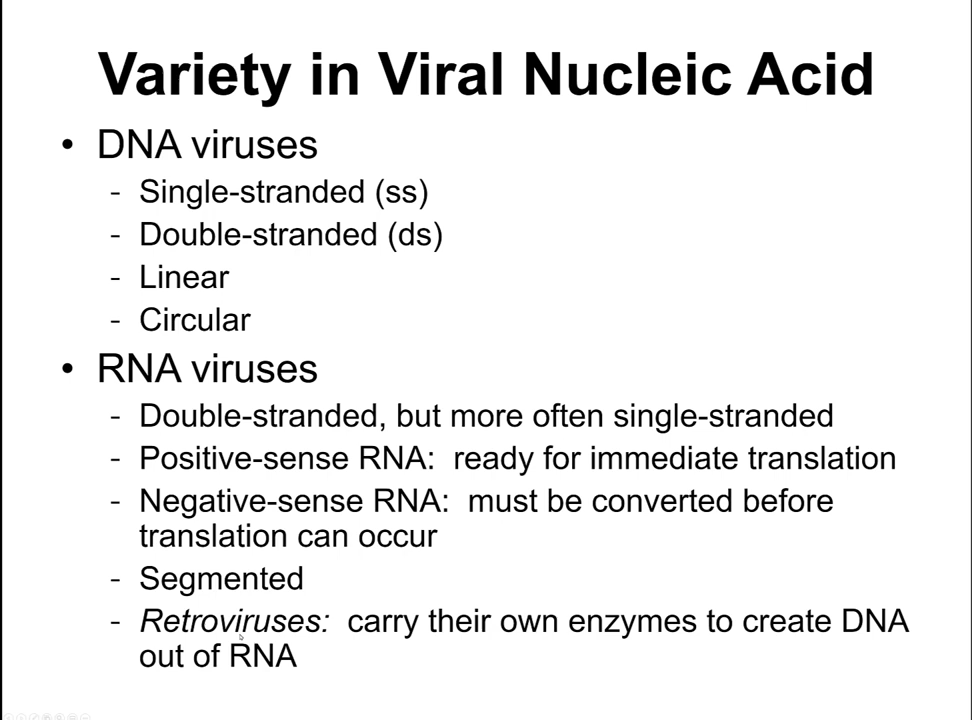 Variety in Viral Nucleic Acid
• DNA viruses
- Single-stranded (ss)
- Double-stranded (ds)
- Linear
- Circular
• RNA viruses
- Double-stranded, but more often single-stranded
- Positive-sense RNA: ready for immediate translation
- Negative-sense RNA: must be converted before
translation can occur
- Segmented
- Retroviruses: carry their own enzymes to create DNA
out of RNA